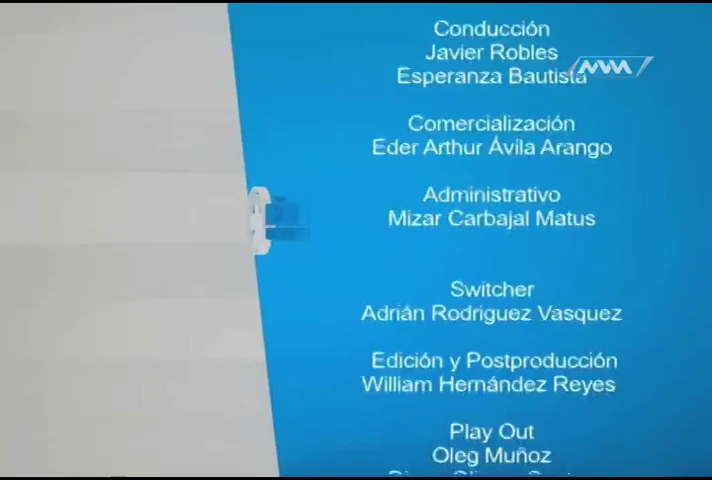 Conducción
Javier Robles
Esperanza Bautista
MVM
Comercialización
Eder Arthur Ávila Arango
Administrativo
Mizar Carbajal Matus
Switcher
Adrián Rodriguez Vasquez
Edición y Postproducción
William Hernández Reyes
Play Out
Oleg Muñoz